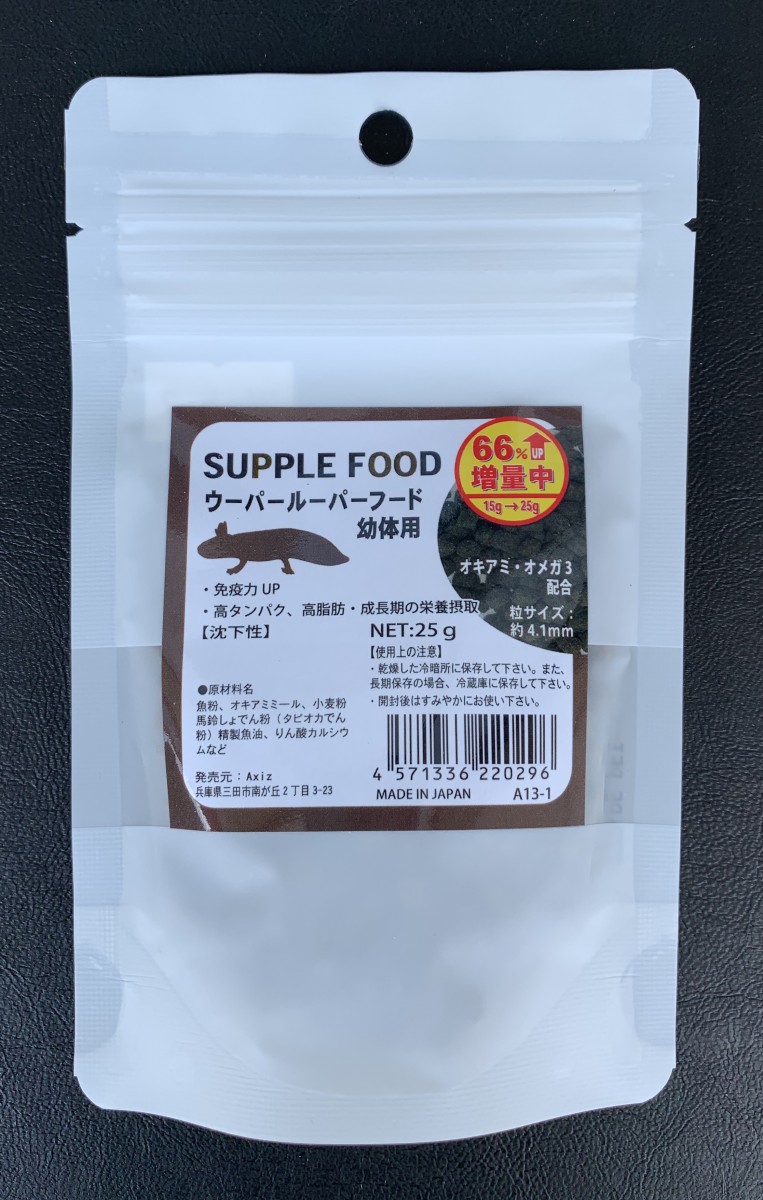 SUPPLE FOOD
ウーパールーパーフード
幼体用
66%UP
増量中
15g→25g
オキアミ・オメガ3
配合
粒サイズ：
約4.1mm
・免疫力UP
・高タンパク、高脂肪・成長期の栄養摂取
【沈下性】
NET:25g
【使用上の注意】
・乾燥した冷暗所に保存して下さい。また、
長期保存の場合、冷蔵庫に保存して下さい。
・開封後はすみやかにお使い下さい。
●原材料名
魚粉、オキアミミール、小麦粉
馬鈴しょでん粉（タピオカでん
粉）精製魚油、りん酸カルシウ
ムなど
発売元：Axiz
兵庫県三田市南が丘2丁目3-23
4 571336 220296
MADE IN JAPAN
A13-1